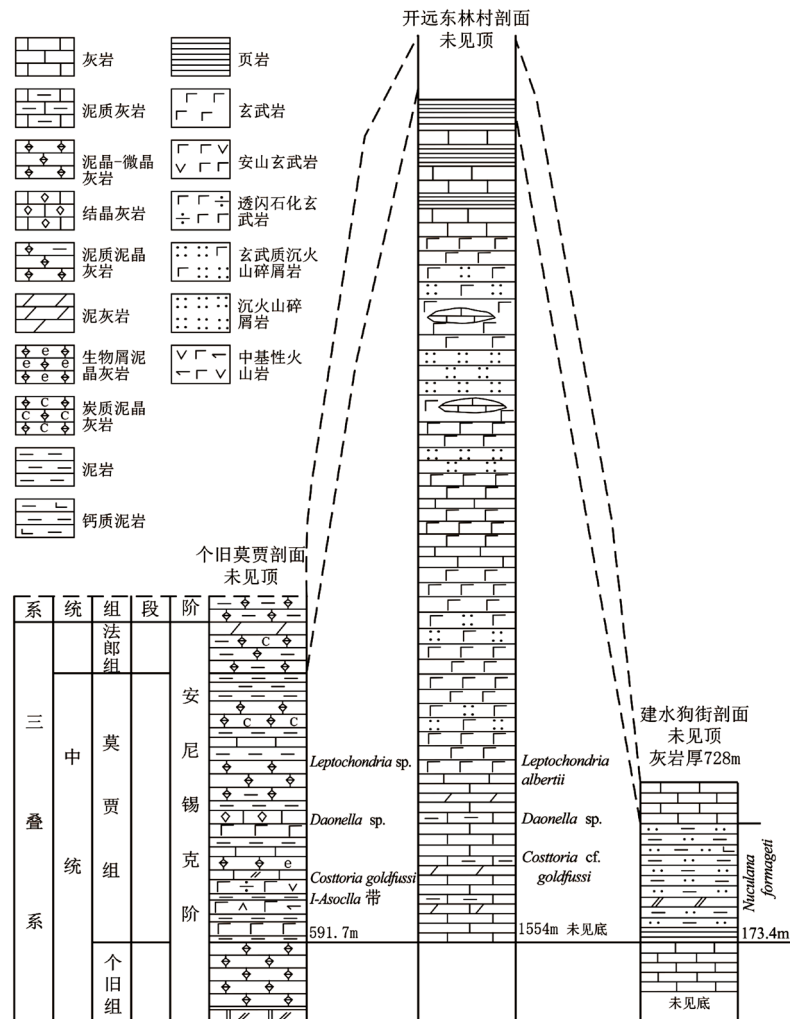 开远东林村剖面
未见顶
灰岩
页岩
泥质灰岩
玄武岩
泥晶-微晶
灰岩
安山玄武岩
结晶灰岩
透闪石化玄
武岩
泥质泥晶
灰岩
玄武质沉火
山碎屑岩
泥灰岩
沉火山碎
屑岩
生物屑泥
晶灰岩
中基性火
山岩
炭质泥晶
灰岩
泥岩
钙质泥岩
个旧莫贾剖面
未见顶
系 统 组 段 阶
法郎组
三叠系
中统
莫贾组
安尼锡克阶
个旧组
Leptochondria sp.
Daonella sp.
Costtoria goldfussi
I-Asoclla 带
591.7m
Leptochondria
albertii
Daonella sp.
Costtoria cf.
goldfussi
1554m 未见底
建水狗街剖面
未见顶
灰岩厚728m
Nuculana
formageti
173.4m
未见底